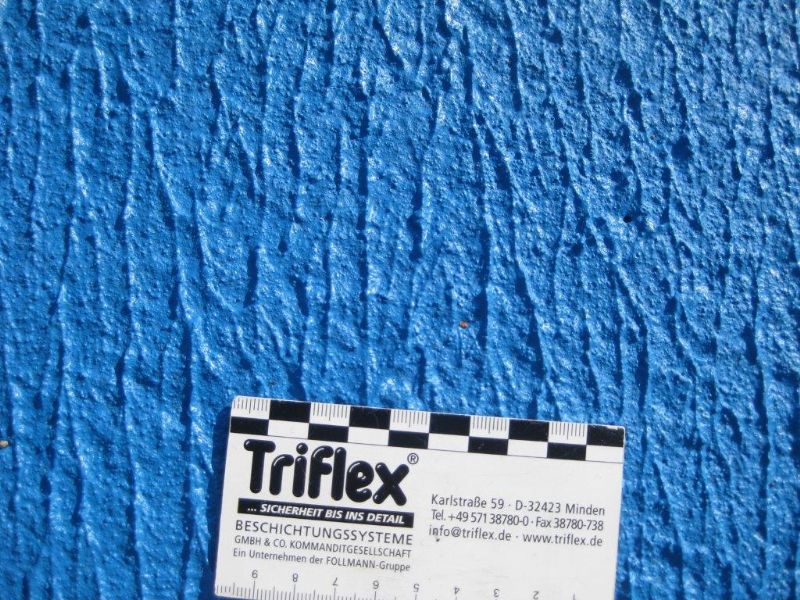 Triflex®
... SICHERHEIT BIS INS DETAIL
BESCHICHTUNGSSYSTEME
GMBH & CO. KOMMANDITGESELLSCHAFT
Ein Unternehmen der FOLLMANN-Gruppe
Karlstraße 59 · D-32423 Minden
Tel. +49 571 38780-0 · Fax 38780-738
info@triflex.de · www.triflex.de
9 8 7 6 5 4 3 2 1